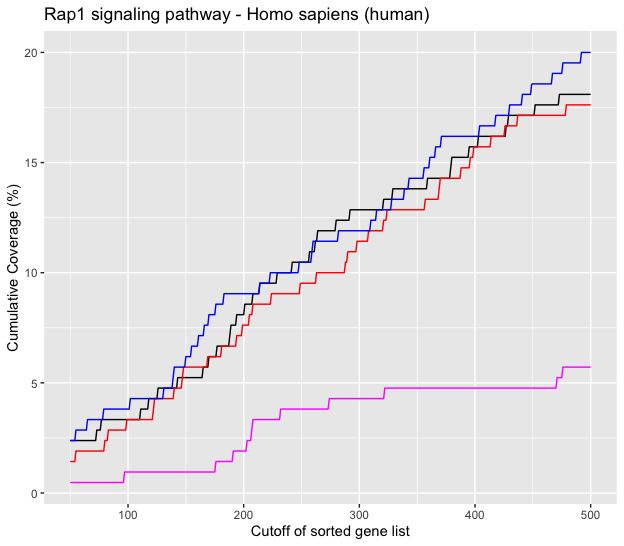 Rap1 signaling pathway - Homo sapiens (human)
Cumulative Coverage (%)
20
15
10
5
0
100 200 300 400 500
Cutoff of sorted gene list